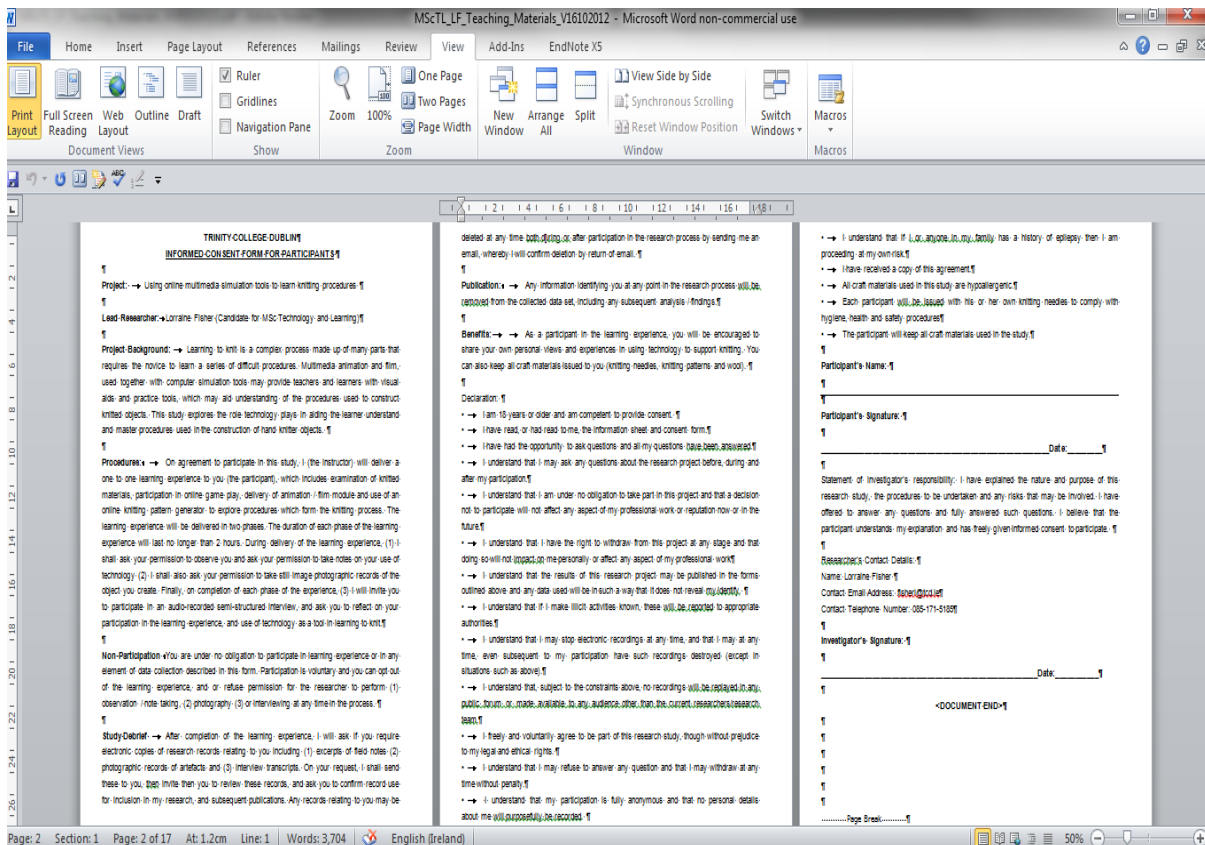 MScTL_LF_Teaching_Materials_V16102012 - Microsoft Word non-commercial use
File Home Insert Page Layout References Mailings Review View Add-Ins EndNote X5
Print Layout
Full Screen Reading
Web Layout
Outline
Draft
Document Views
Ruler
Gridlines
Navigation Pane
Show
Zoom
100%
One Page
Two Pages
Page Width
Zoom
New Window
Arrange All
Split
View Side by Side
Synchronous Scrolling
Reset Window Position
Window
Switch Windows
Macros
Macros
TRINITY COLLEGE DUBLIN¶
INFORMED CONSENT FORM FOR PARTICIPANTS¶
¶
Project: → Using online multimedia simulation tools to learn knitting procedures ¶
¶
Lead Researcher: → Lorraine Fisher (Candidate for MSc Technology and Learning)¶
¶
Project Background: → Learning to knit is a complex process made up of many parts that
requires the novice to learn a series of difficult procedures. Multimedia animation and film,
used together with computer simulation tools may provide teachers and learners with visual
aids and practice tools, which may aid understanding of the procedures used to construct
knitted objects. This study explores the role technology plays in aiding the learner understand
and master procedures used in the construction of hand knitter objects. ¶
¶
Procedures: → On agreement to participate in this study, I (the instructor) will deliver a
one to one learning experience to you (the participant), which includes examination of knitted
materials, participation in online game play, delivery of animation / film module and use of an
online knitting pattern generator to explore procedures which form the knitting process. The
learning experience will be delivered in two phases. The duration of each phase of the learning
experience will last no longer than 2 hours. During delivery of the learning experience, (1) I
shall ask your permission to observe you and ask your permission to take notes on your use of
technology (2) I shall also ask your permission to take still image photographic records of the
object you create. Finally, on completion of each phase of the experience, (3) I will invite you
to participate in an audio-recorded semi-structured interview, and ask you to reflect on your
participation in the learning experience, and use of technology as a tool in learning to knit.¶
¶
Non-Participation You are under no obligation to participate in learning experience or in any
element of data collection described in this form. Participation is voluntary and you can opt out
of the learning experience, and or refuse permission for the researcher to perform (1)
observation / note taking, (2) photography (3) or interviewing at any time in the process. ¶
¶
Study Debrief → After completion of the learning experience, I will ask if you require
electronic copies of research records relating to you including (1) excerpts of field notes (2)
photographic records of artefacts and (3) interview transcripts. On your request, I shall send
these to you, then invite then you to review these records, and ask you to confirm record use
for inclusion in my research, and subsequent publications. Any records relating to you may be
deleted at any time both during or after participation in the research process by sending me an
email, whereby I will confirm deletion by return of email. ¶
¶
Publication: → Any information identifying you at any point in the research process will be
removed from the collected data set, including any subsequent analysis / findings.¶
¶
Benefits: → → As a participant in the learning experience, you will be encouraged to
share your own personal views and experiences in using technology to support knitting. You
can also keep all craft materials issued to you (knitting needles, knitting patterns and wool). ¶
¶
Declaration: ¶
• → I am 18 years or older and am competent to provide consent. ¶
• → I have read, or had read to me, the information sheet and consent form.¶
• → I have had the opportunity to ask questions and all my questions have been answered.¶
• → I understand that I may ask any questions about the research project before, during and
after my participation.¶
• → I understand that I am under no obligation to take part in this project and that a decision
not to participate will not affect any aspect of my professional work or reputation now or in the
future.¶
• → I understand that I have the right to withdraw from this project at any stage and that
doing so will not impact on me personally or affect any aspect of my professional work¶
• → I understand that the results of this research project may be published in the forms
outlined above and any data used will be in such a way that it does not reveal my identify. ¶
• → I understand that if I make illicit activities known, these will be reported to appropriate
authorities.¶
• → I understand that I may stop electronic recordings at any time, and that I may at any
time, even subsequent to my participation have such recordings destroyed (except in
situations such as above).¶
• → I understand that, subject to the constraints above, no recordings will be replayed in any
public forum or made available to any audience other than the current researchers/research
team.¶
• → I freely and voluntarily agree to be part of this research study, though without prejudice
to my legal and ethical rights. ¶
• → I understand that I may refuse to answer any question and that I may withdraw at any
time without penalty.¶
• → I understand that my participation is fully anonymous and that no personal details
about me will purposefully be recorded. ¶
• → I understand that if I or anyone in my family has a history of epilepsy then I am
proceeding at my own risk.¶
• → I have received a copy of this agreement.¶
• → All craft materials used in this study are hypoallergenic.¶
• → Each participant will be issued with his or her own knitting needles to comply with
hygiene, health and safety procedures¶
• → The participant will keep all craft materials used in the study.¶
¶
Participant's Name: ¶
¶
¶
Participant's Signature: ¶
¶
Date: ¶
¶
Statement of Investigator's responsibility: I have explained the nature and purpose of this
research study, the procedures to be undertaken and any risks that may be involved. I have
offered to answer any questions and fully answered such questions. I believe that the
participant understands my explanation and has freely given informed consent to participate. ¶
¶
Researcher's Contact Details: ¶
Name: Lorraine Fisher ¶
Contact Email Address: fisherl@tcd.ie¶
Contact Telephone Number: 085-171-5185¶
¶
Investigator's Signature: ¶
¶
Date: ¶
¶
<DOCUMENT END>¶
¶
¶
¶
¶
¶
¶
Page Break ¶
Page: 2 Section: 1 Page: 2 of 17 At: 1.2cm Line: 1 Words: 3,704 English (Ireland) 50%